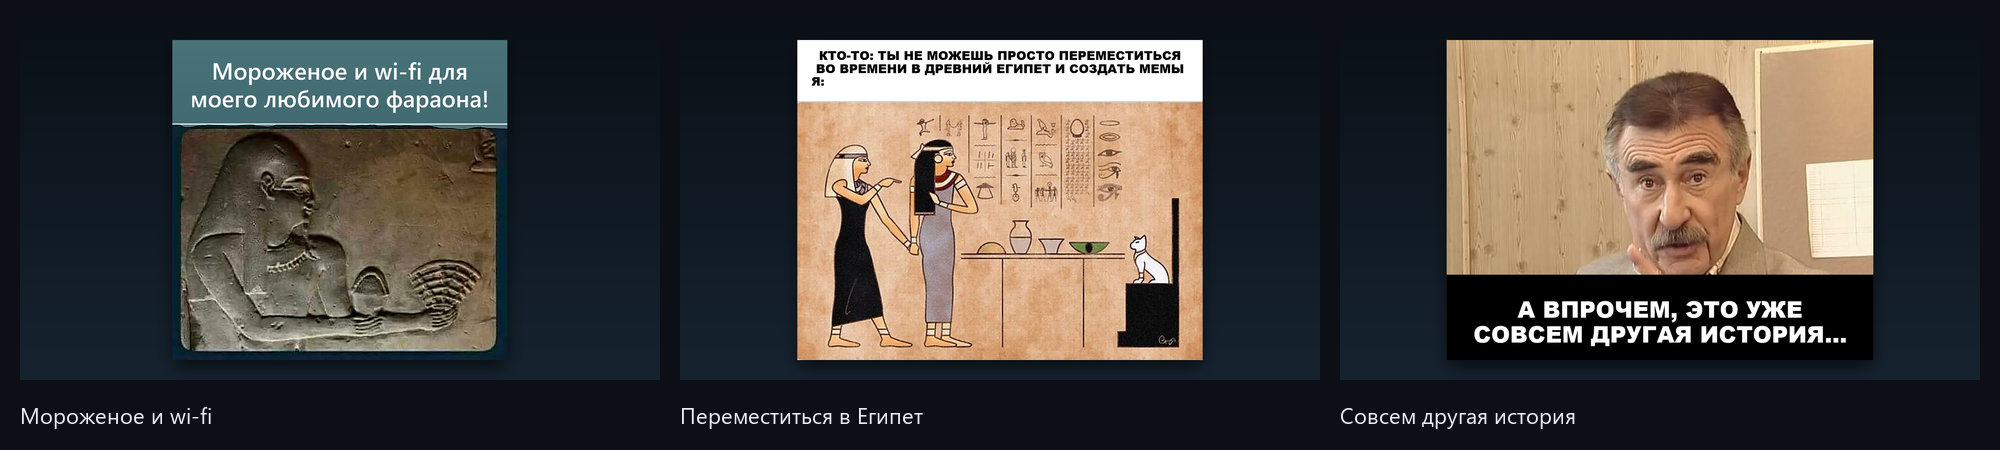 Мороженое и wi-fi для
моего любимого фараона!
КТО-ТО: ТЫ НЕ МОЖЕШЬ ПРОСТО ПЕРЕМЕСТИТЬСЯ
ВО ВРЕМЕНИ В ДРЕВНИЙ ЕГИПЕТ И СОЗДАТЬ МЕМЫ
Я:
А ВПРОЧЕМ, ЭТО УЖЕ
СОВСЕМ ДРУГАЯ ИСТОРИЯ...
Мороженое и wi-fi
Переместиться в Египет
Совсем другая история